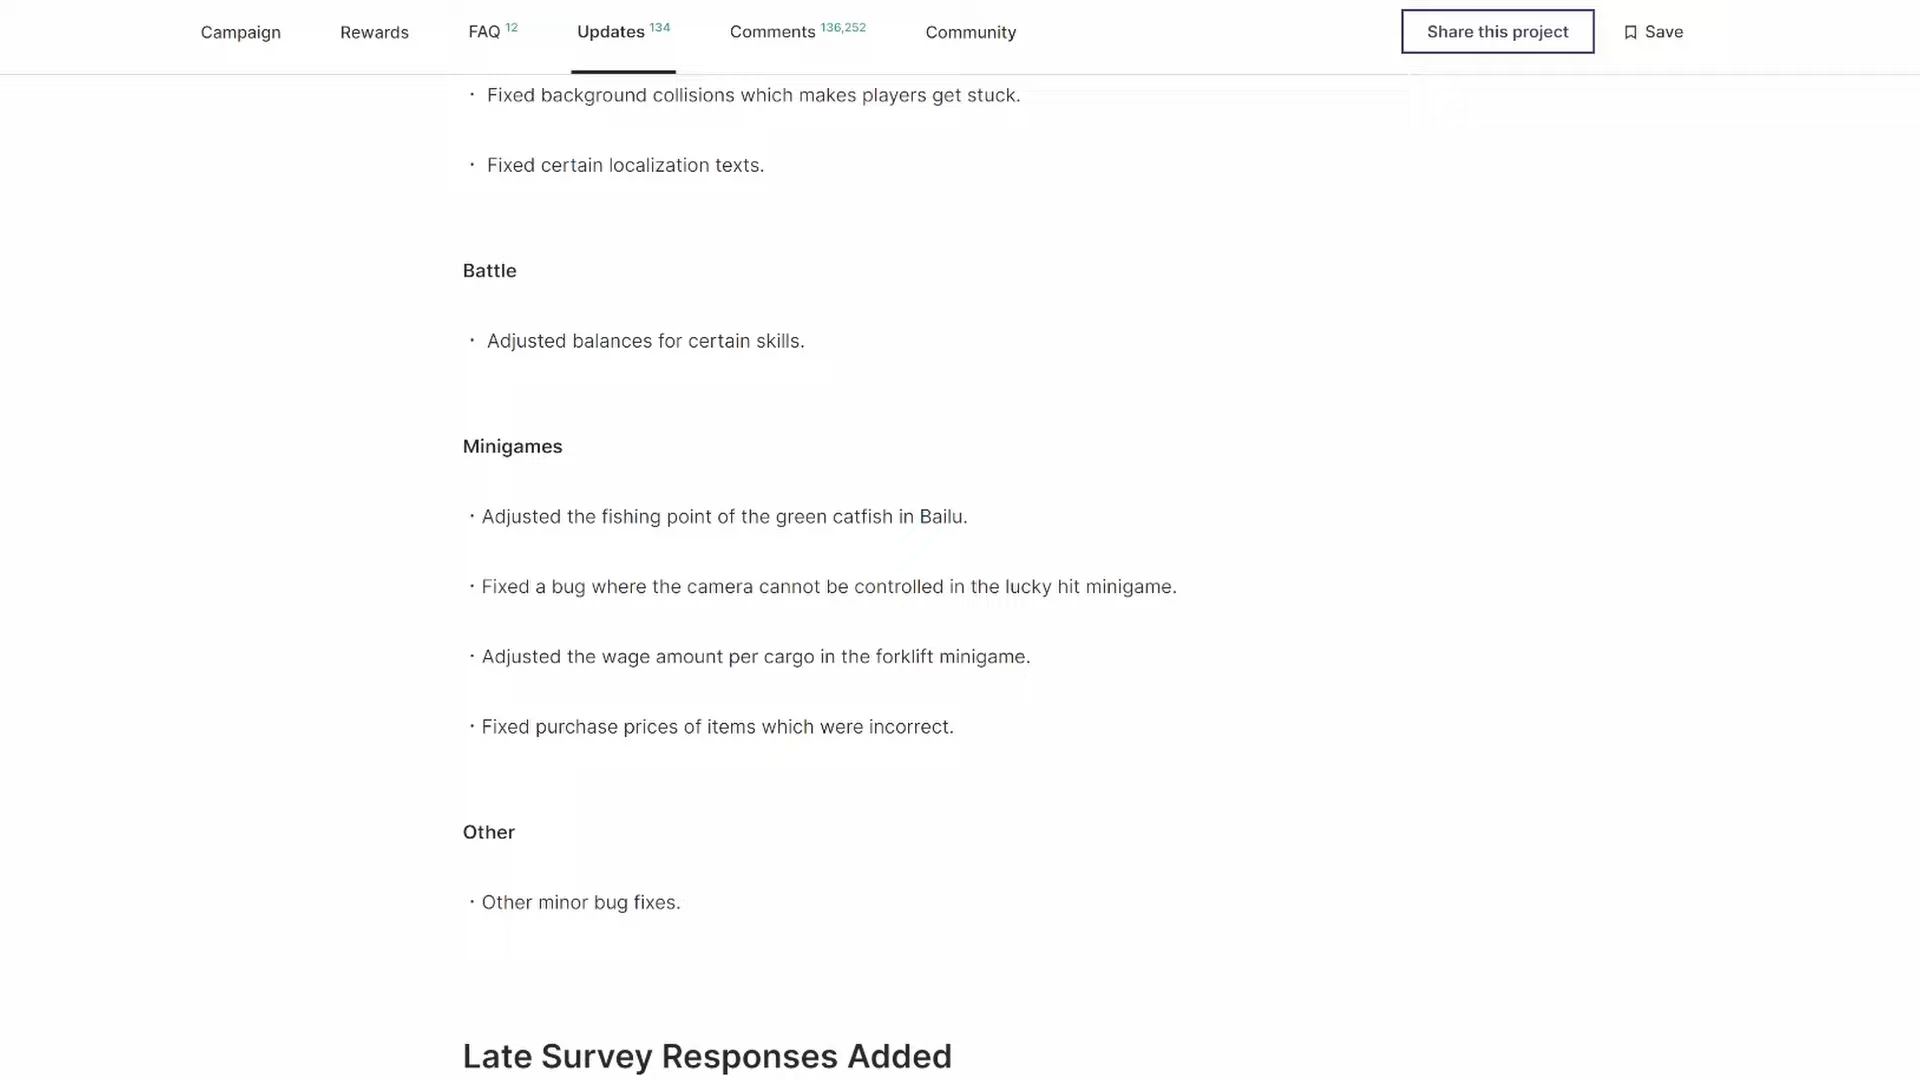 Campaign Rewards FAQ 12 Updates 134 Comments 136,252 Community Share this project Save
· Fixed background collisions which makes players get stuck.
· Fixed certain localization texts.
Battle
· Adjusted balances for certain skills.
Minigames
· Adjusted the fishing point of the green catfish in Bailu.
· Fixed a bug where the camera cannot be controlled in the lucky hit minigame.
· Adjusted the wage amount per cargo in the forklift minigame.
· Fixed purchase prices of items which were incorrect.
Other
· Other minor bug fixes.
Late Survey Responses Added